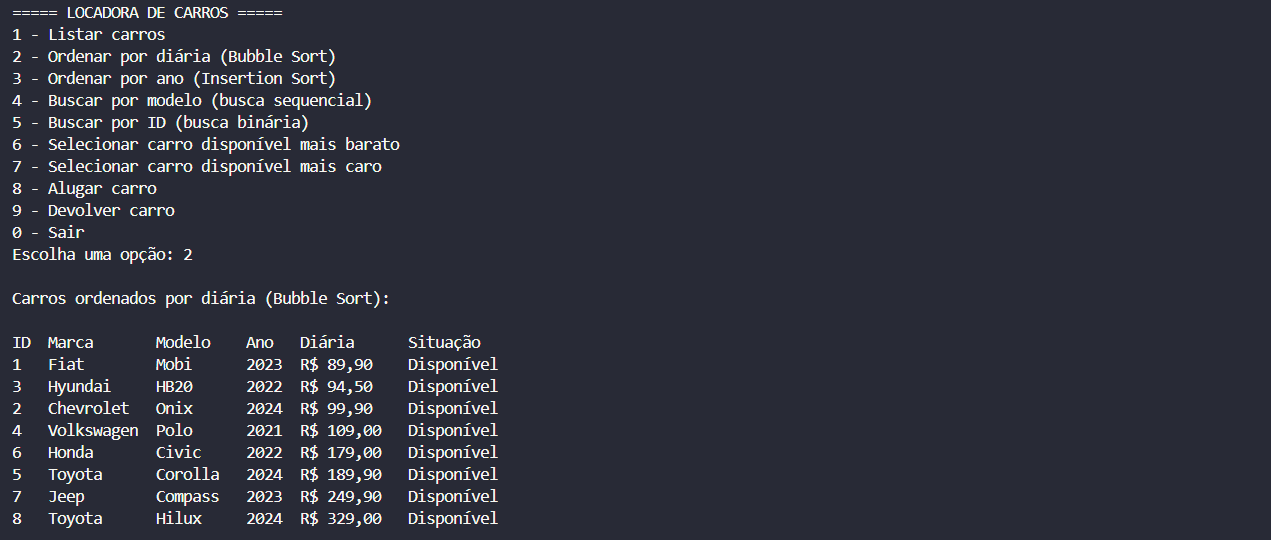 ===== LOCADORA DE CARROS =====
1 - Listar carros
2 - Ordenar por diária (Bubble Sort)
3 - Ordenar por ano (Insertion Sort)
4 - Buscar por modelo (busca sequencial)
5 - Buscar por ID (busca binária)
6 - Selecionar carro disponível mais barato
7 - Selecionar carro disponível mais caro
8 - Alugar carro
9 - Devolver carro
0 - Sair
Escolha uma opção: 2
Carros ordenados por diária (Bubble Sort):
ID  Marca       Modelo    Ano   Diária      Situação
1   Fiat        Mobi      2023  R$ 89,90    Disponível
3   Hyundai     HB20      2022  R$ 94,50    Disponível
2   Chevrolet   Onix      2024  R$ 99,90    Disponível
4   Volkswagen  Polo      2021  R$ 109,00   Disponível
6   Honda       Civic     2022  R$ 179,00   Disponível
5   Toyota      Corolla   2024  R$ 189,90   Disponível
7   Jeep        Compass   2023  R$ 249,90   Disponível
8   Toyota      Hilux     2024  R$ 329,00   Disponível